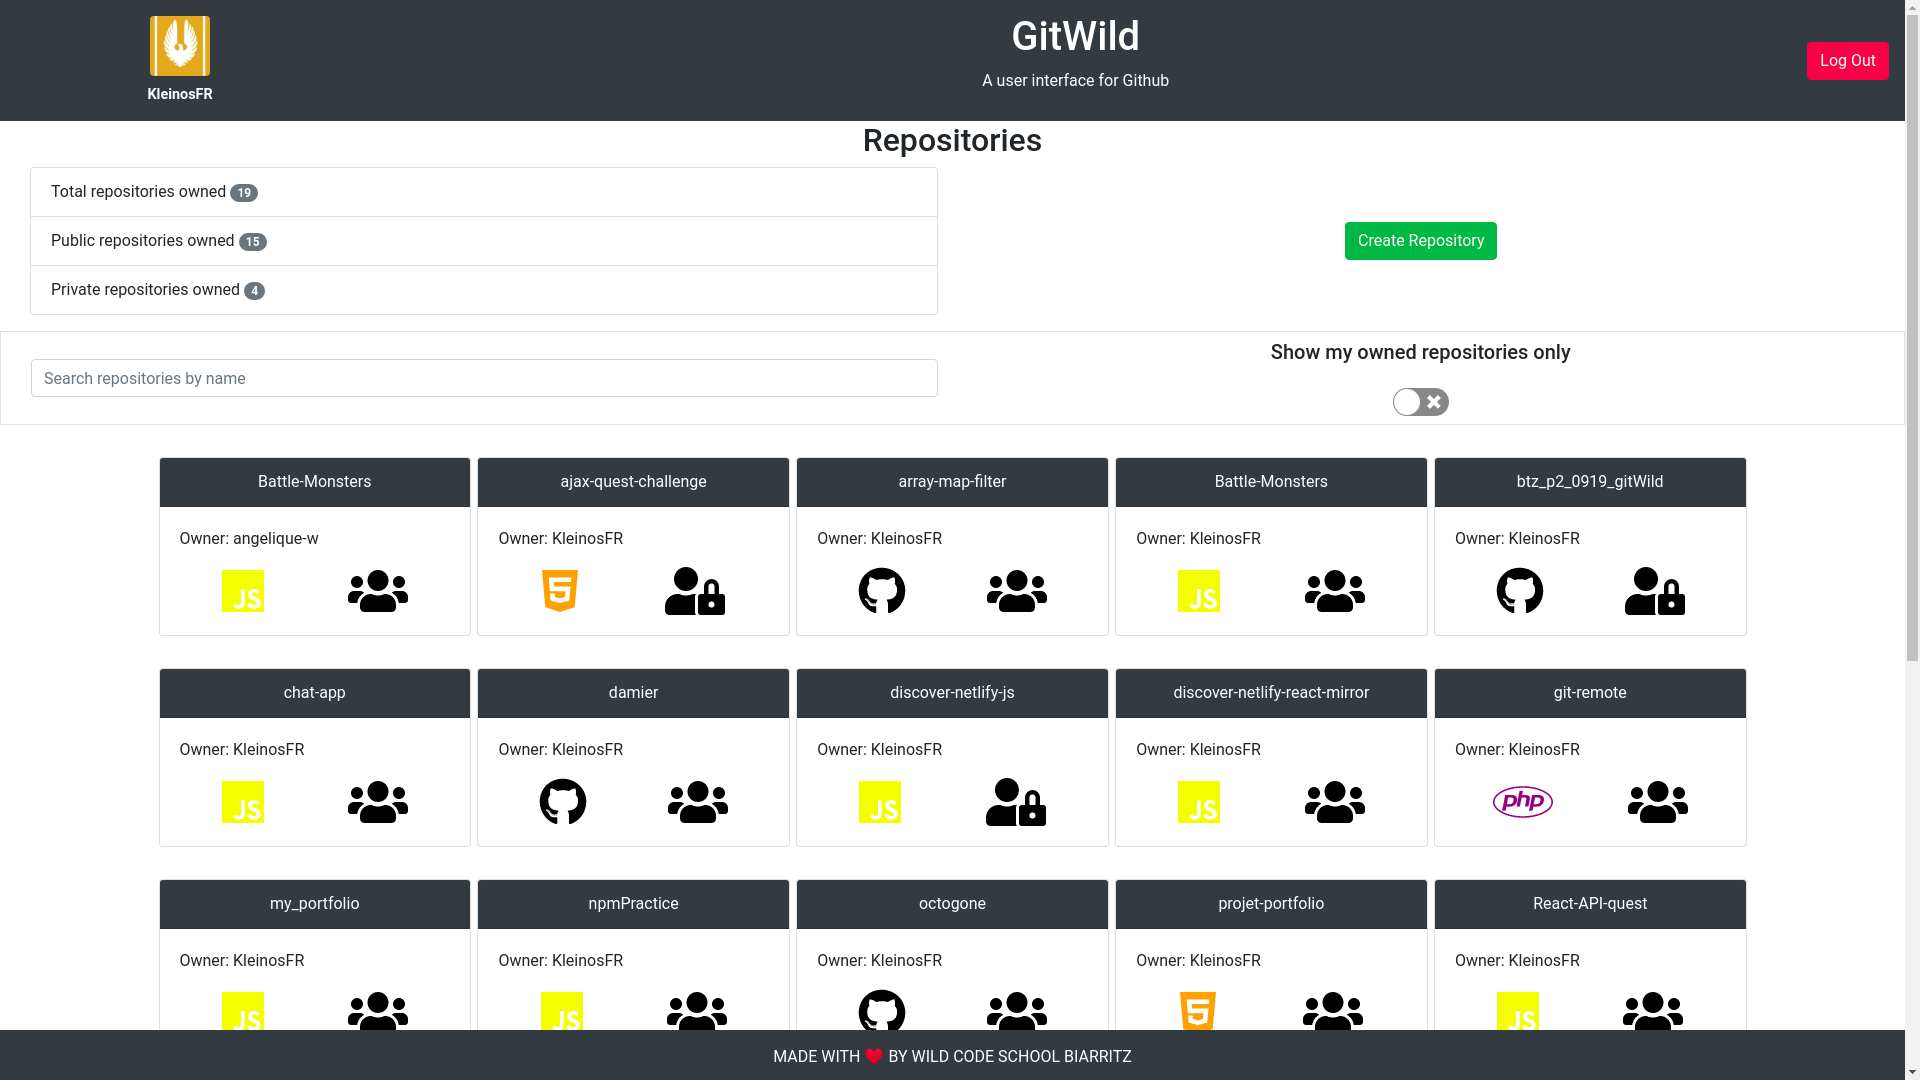 GitWild
A user interface for Github
KleinosFR
Log Out
Repositories
Total repositories owned 19
Public repositories owned 15
Private repositories owned 4
Create Repository
Search repositories by name
Show my owned repositories only
Battle-Monsters
Owner: angelique-w
JS
ajax-quest-challenge
Owner: KleinosFR
5
array-map-filter
Owner: KleinosFR
Battle-Monsters
Owner: KleinosFR
JS
btz_p2_0919_gitWild
Owner: KleinosFR
chat-app
Owner: KleinosFR
JS
damier
Owner: KleinosFR
discover-netlify-js
Owner: KleinosFR
JS
discover-netlify-react-mirror
Owner: KleinosFR
JS
git-remote
Owner: KleinosFR
php
my_portfolio
Owner: KleinosFR
JS
npmPractice
Owner: KleinosFR
JS
octogone
Owner: KleinosFR
projet-portfolio
Owner: KleinosFR
5
React-API-quest
Owner: KleinosFR
JS
MADE WITH ❤️ BY WILD CODE SCHOOL BIARRITZ